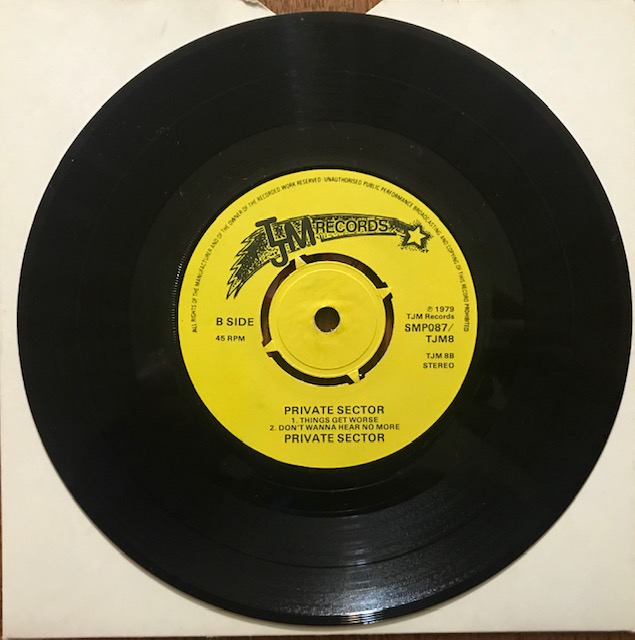 ALL RIGHTS OF THE MANUFACTURER AND OF THE OWNER OF THE RECORDED WORK RESERVED · UNAUTHORISED PUBLIC PERFORMANCE BROADCASTING AND COPYING OF THIS RECORD PROHIBITED
TJM RECORDS
B SIDE
45 RPM
℗ 1979
TJM Records
SMP087/
TJM8
TJM 8B
STEREO
PRIVATE SECTOR
1. THINGS GET WORSE
2. DON'T WANNA HEAR NO MORE
PRIVATE SECTOR